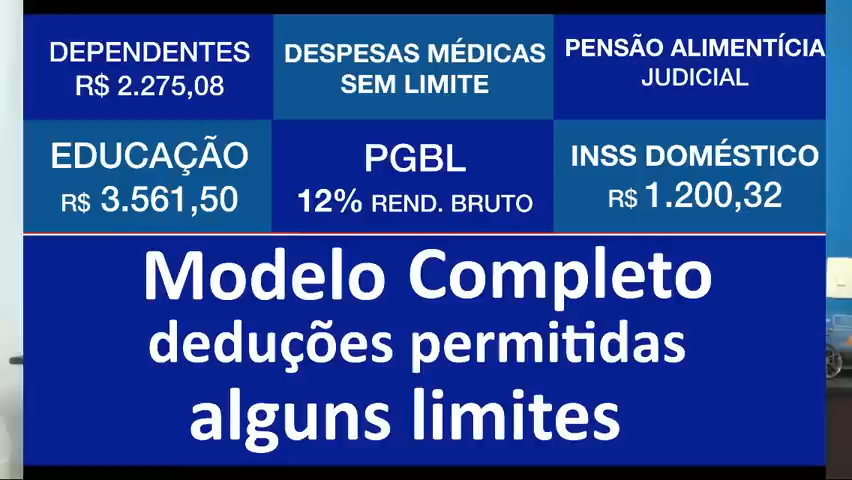 DEPENDENTES
R$ 2.275,08
DESPESAS MÉDICAS
SEM LIMITE
PENSÃO ALIMENTÍCIA
JUDICIAL
EDUCAÇÃO
R$ 3.561,50
PGBL
12% REND. BRUTO
INSS DOMÉSTICO
R$ 1.200,32
Modelo Completo
deduções permitidas
alguns limites